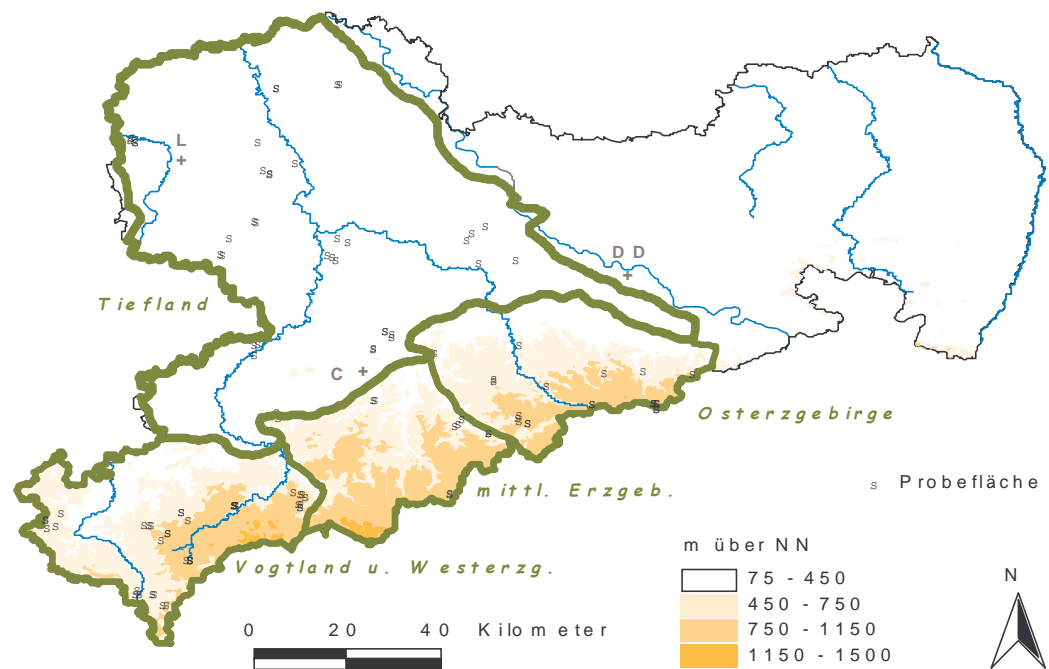 L
DD
Tiefland
C
Osterzgebirge
mittl. Erzgeb.
s Probefläche
Vogtland u. Westerzg.
m über NN
75 - 450
450 - 750
750 - 1150
1150 - 1500
0 20 40 Kilometer
N